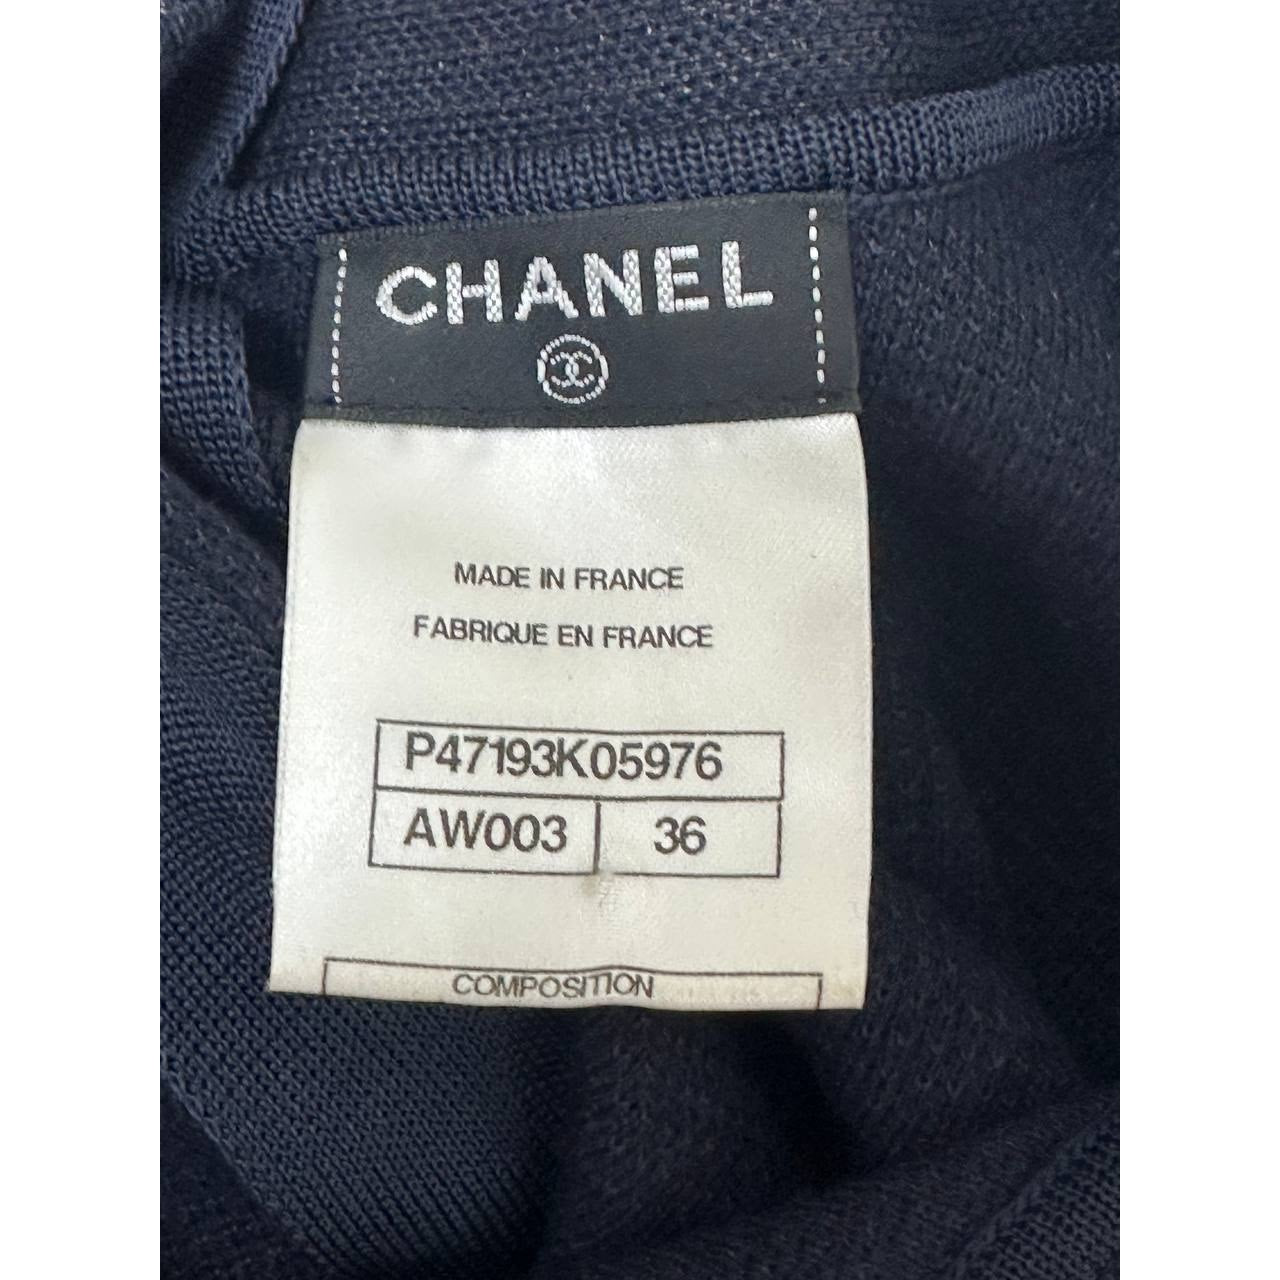 CHANEL
MADE IN FRANCE
FABRIQUE EN FRANCE
P47193K05976
AW003 36
COMPOSITION